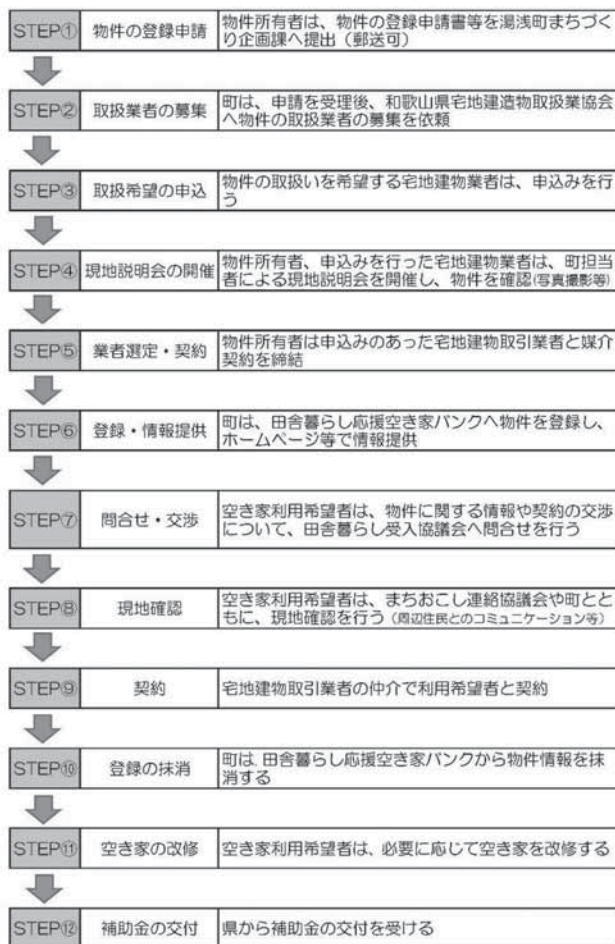 STEP① 物件の登録申請 物件所有者は、物件の登録申請書等を湯浅町まちづく
り企画課へ提出（郵送可）
STEP② 取扱業者の募集 町は、申請を受理後、和歌山県宅地建造物取扱業協会
へ物件の取扱業者の募集を依頼
STEP③ 取扱希望の申込 物件の取扱いを希望する宅地建物業者は、申込みを行
う
STEP④ 現地説明会の開催 物件所有者、申込みを行った宅地建物業者は、町担当
者による現地説明会を開催し、物件を確認(写真撮影等)
STEP⑤ 業者選定・契約 物件所有者は申込みのあった宅地建物取引業者と媒介
契約を締結
STEP⑥ 登録・情報提供 町は、田舎暮らし応援空き家バンクへ物件を登録し、
ホームページ等で情報提供
STEP⑦ 問合せ・交渉 空き家利用希望者は、物件に関する情報や契約の交渉
について、田舎暮らし受入協議会へ問合せを行う
STEP⑧ 現地確認 空き家利用希望者は、まちおこし連絡協議会や町とと
もに、現地確認を行う（周辺住民とのコミュニケーション等）
STEP⑨ 契約 宅地建物取引業者の仲介で利用希望者と契約
STEP⑩ 登録の抹消 町は、田舎暮らし応援空き家バンクから物件情報を抹
消する
STEP⑪ 空き家の改修 空き家利用希望者は、必要に応じて空き家を改修する
STEP⑫ 補助金の交付 県から補助金の交付を受ける